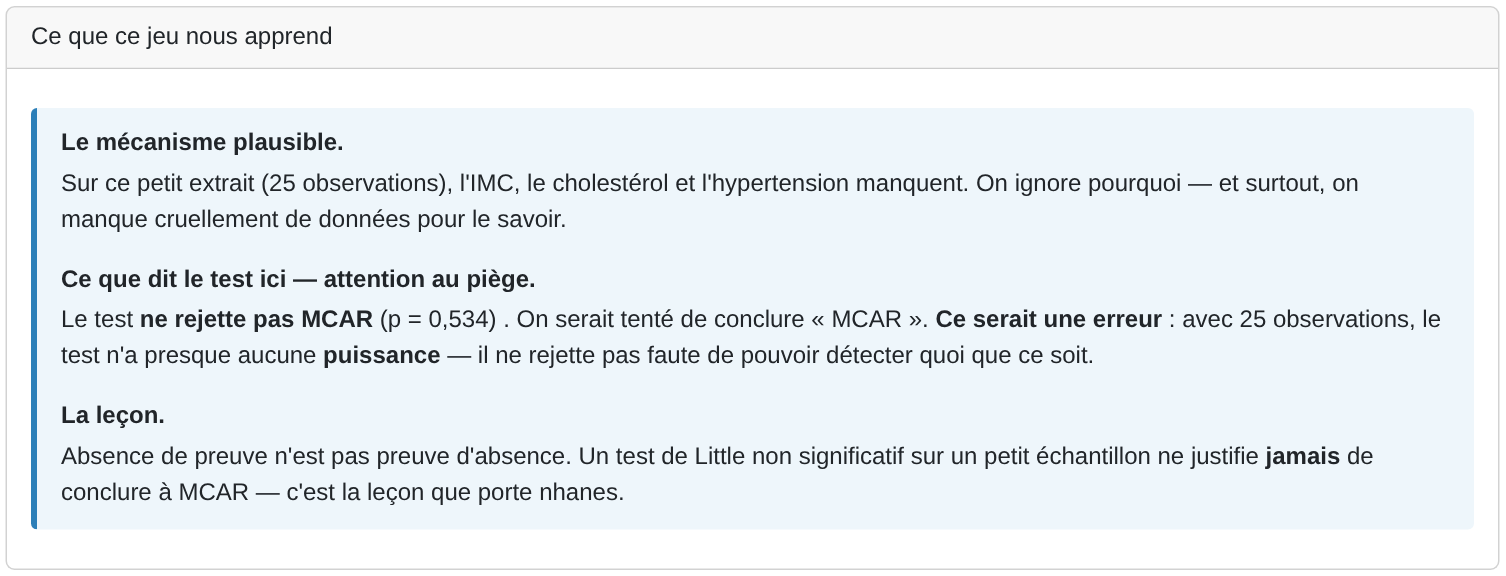 Ce que ce jeu nous apprend
Le mécanisme plausible.
Sur ce petit extrait (25 observations), l'IMC, le cholestérol et l'hypertension manquent. On ignore pourquoi — et surtout, on
manque cruellement de données pour le savoir.
Ce que dit le test ici — attention au piège.
Le test ne rejette pas MCAR (p = 0,534) . On serait tenté de conclure « MCAR ». Ce serait une erreur : avec 25 observations, le
test n'a presque aucune puissance — il ne rejette pas faute de pouvoir détecter quoi que ce soit.
La leçon.
Absence de preuve n'est pas preuve d'absence. Un test de Little non significatif sur un petit échantillon ne justifie jamais de
conclure à MCAR — c'est la leçon que porte nhanes.